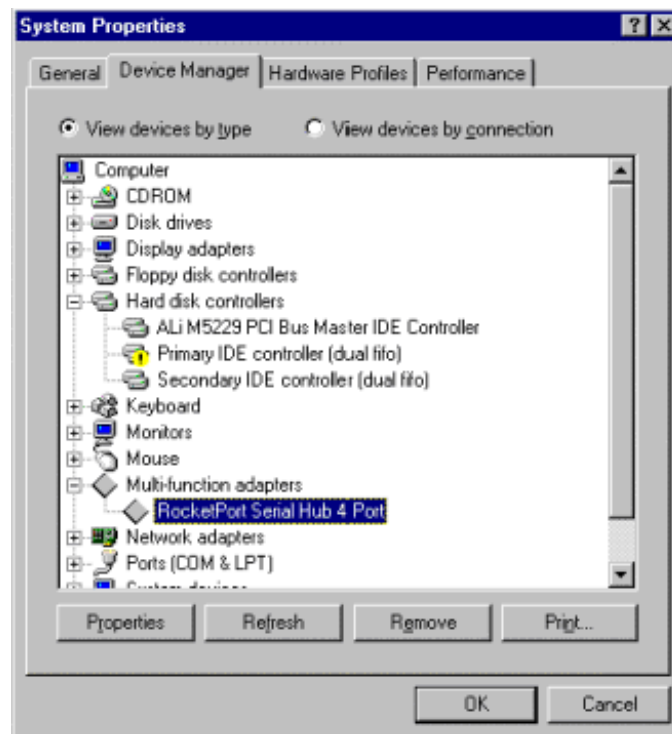 System Properties
General Device Manager Hardware Profiles Performance
View devices by type View devices by connection
Computer
CDROM
Disk drives
Display adapters
Floppy disk controllers
Hard disk controllers
ALi M5229 PCI Bus Master IDE Controller
Primary IDE controller (dual fifo)
Secondary IDE controller (dual fifo)
Keyboard
Monitors
Mouse
Multi-function adapters
RocketPort Serial Hub 4 Port
Network adapters
Ports (COM & LPT)
System devices
Properties Refresh Remove Print...
OK Cancel